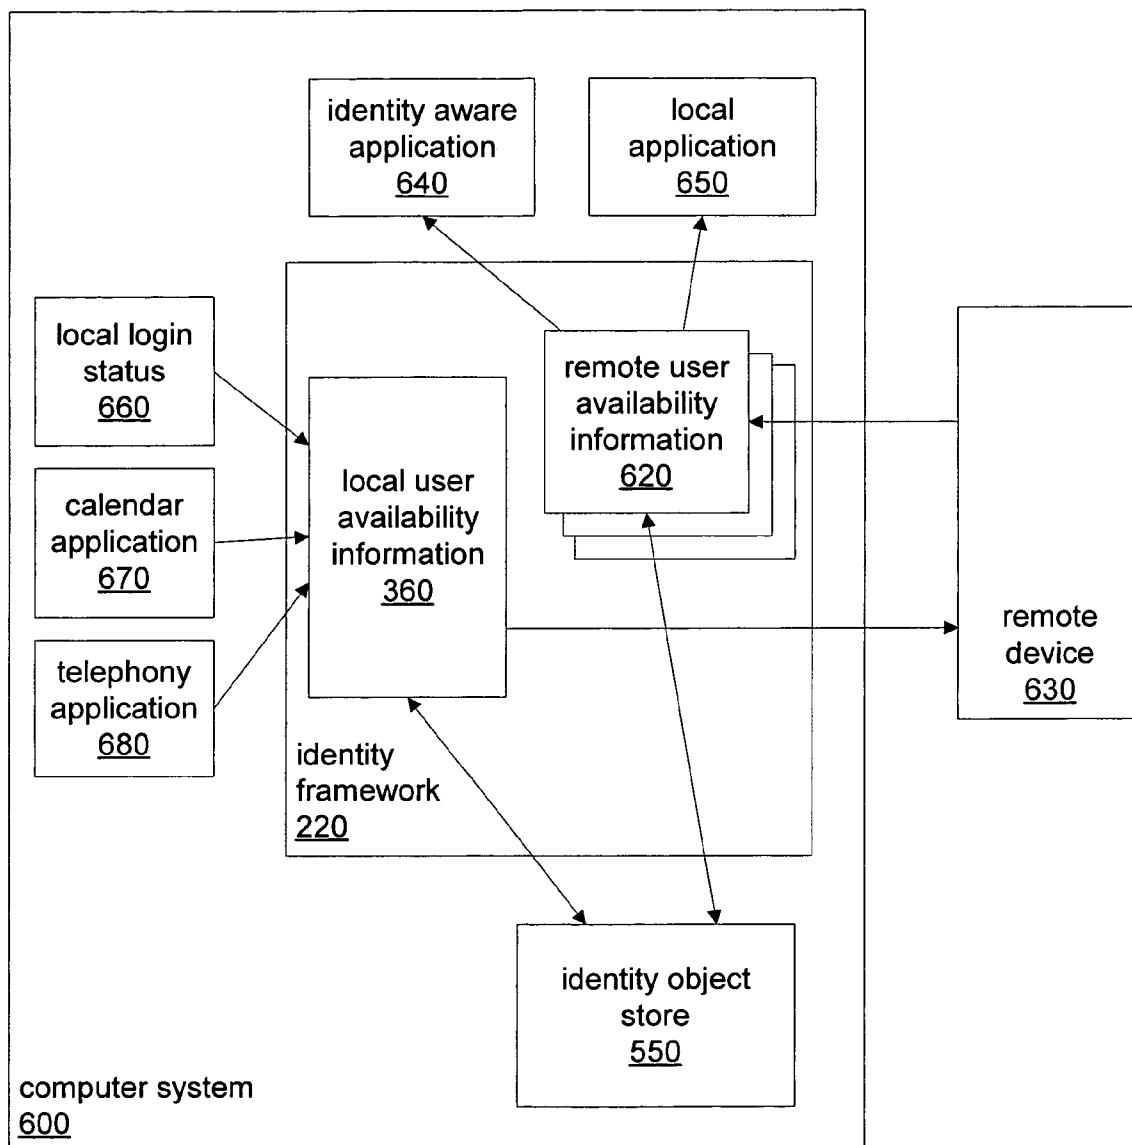 identity aware
application
640
local
application
650
local login
status
660
remote user
availability
information
620
calendar
application
670
local user
availability
information
360
telephony
application
680
remote
device
630
identity
framework
220
identity object
store
550
computer system
600